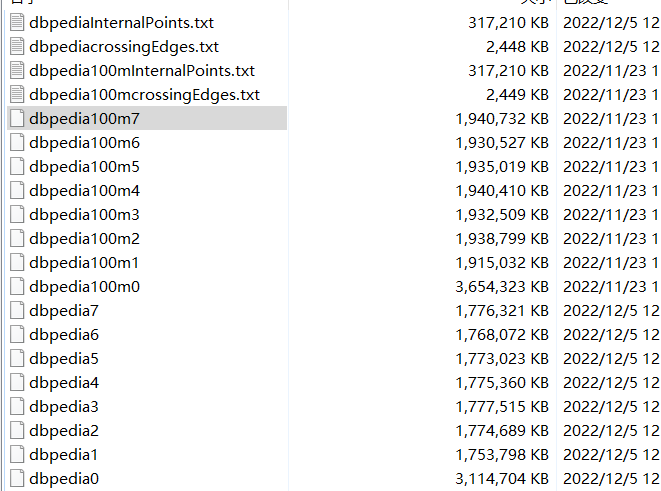 dbpediaInternalPoints.txt 317,210 KB 2022/12/5 12
dbpediacrossingEdges.txt 2,448 KB 2022/12/5 12
dbpedia100mInternalPoints.txt 317,210 KB 2022/11/23 1
dbpedia100mcrossingEdges.txt 2,449 KB 2022/11/23 1
dbpedia100m7 1,940,732 KB 2022/11/23 1
dbpedia100m6 1,930,527 KB 2022/11/23 1
dbpedia100m5 1,935,019 KB 2022/11/23 1
dbpedia100m4 1,940,410 KB 2022/11/23 1
dbpedia100m3 1,932,509 KB 2022/11/23 1
dbpedia100m2 1,938,799 KB 2022/11/23 1
dbpedia100m1 1,915,032 KB 2022/11/23 1
dbpedia100m0 3,654,323 KB 2022/11/23 1
dbpedia7 1,776,321 KB 2022/12/5 12
dbpedia6 1,768,072 KB 2022/12/5 12
dbpedia5 1,773,023 KB 2022/12/5 12
dbpedia4 1,775,360 KB 2022/12/5 12
dbpedia3 1,777,515 KB 2022/12/5 12
dbpedia2 1,774,689 KB 2022/12/5 12
dbpedia1 1,753,798 KB 2022/12/5 12
dbpedia0 3,114,704 KB 2022/12/5 12